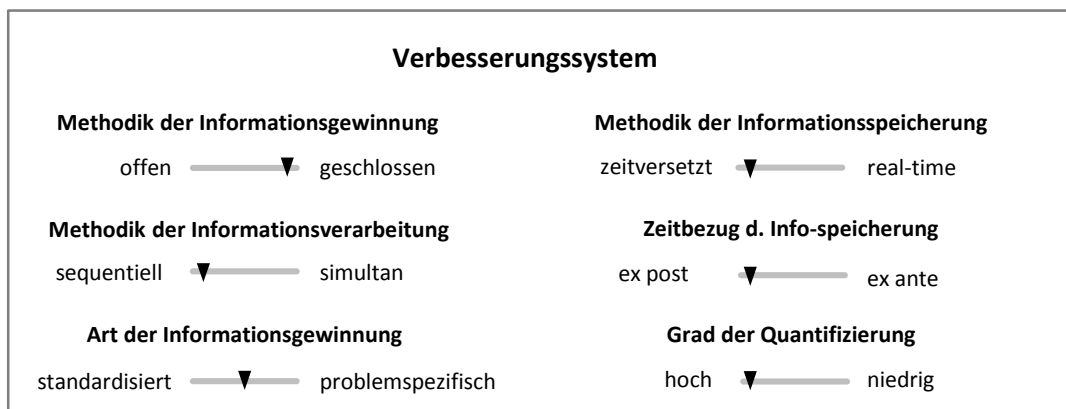 Verbesserungssystem
Methodik der Informationsgewinnung
offen geschlossen
Methodik der Informationsspeicherung
zeitversetzt real-time
Methodik der Informationsverarbeitung
sequentiell simultan
Zeitbezug d. Info-speicherung
ex post ex ante
Art der Informationsgewinnung
standardisiert problemspezifisch
Grad der Quantifizierung
hoch niedrig